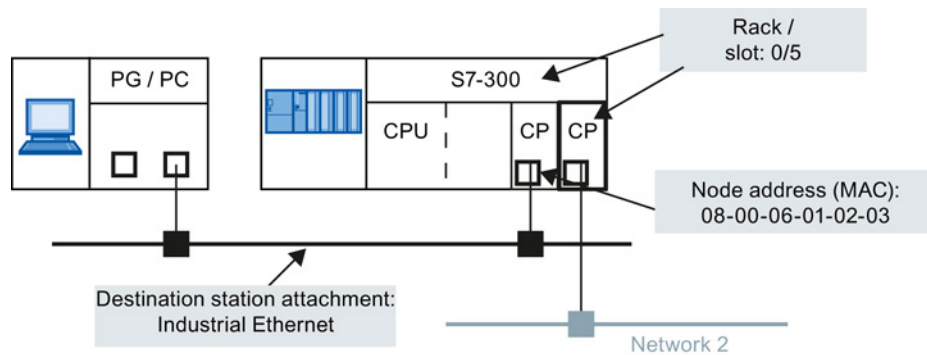 Rack /
slot: 0/5
PG / PC
S7-300
CPU
CP
CP
Node address (MAC):
08-00-06-01-02-03
Destination station attachment:
Industrial Ethernet
Network 2